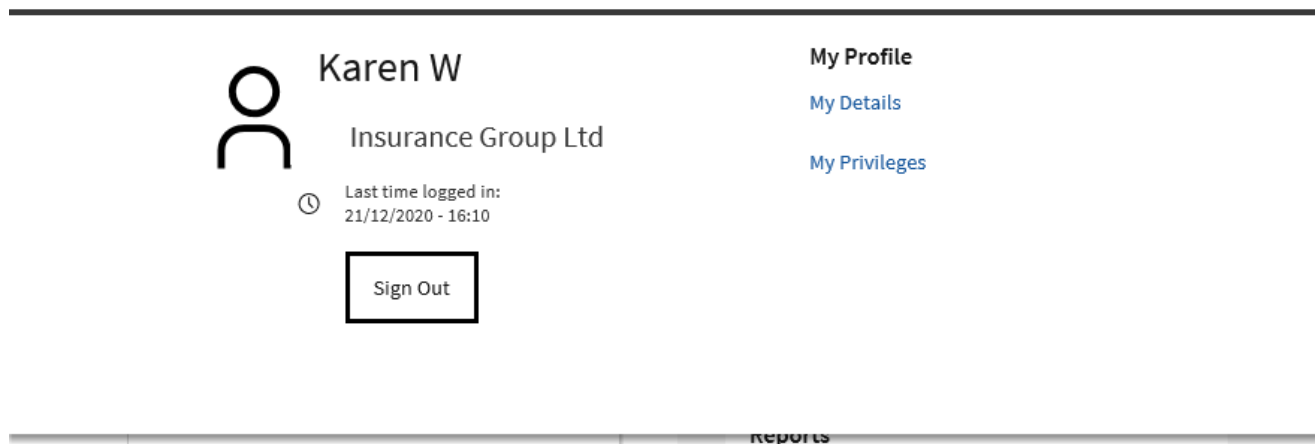 Karen W
Insurance Group Ltd
Last time logged in:
21/12/2020 - 16:10
Sign Out
My Profile
My Details
My Privileges
Reports